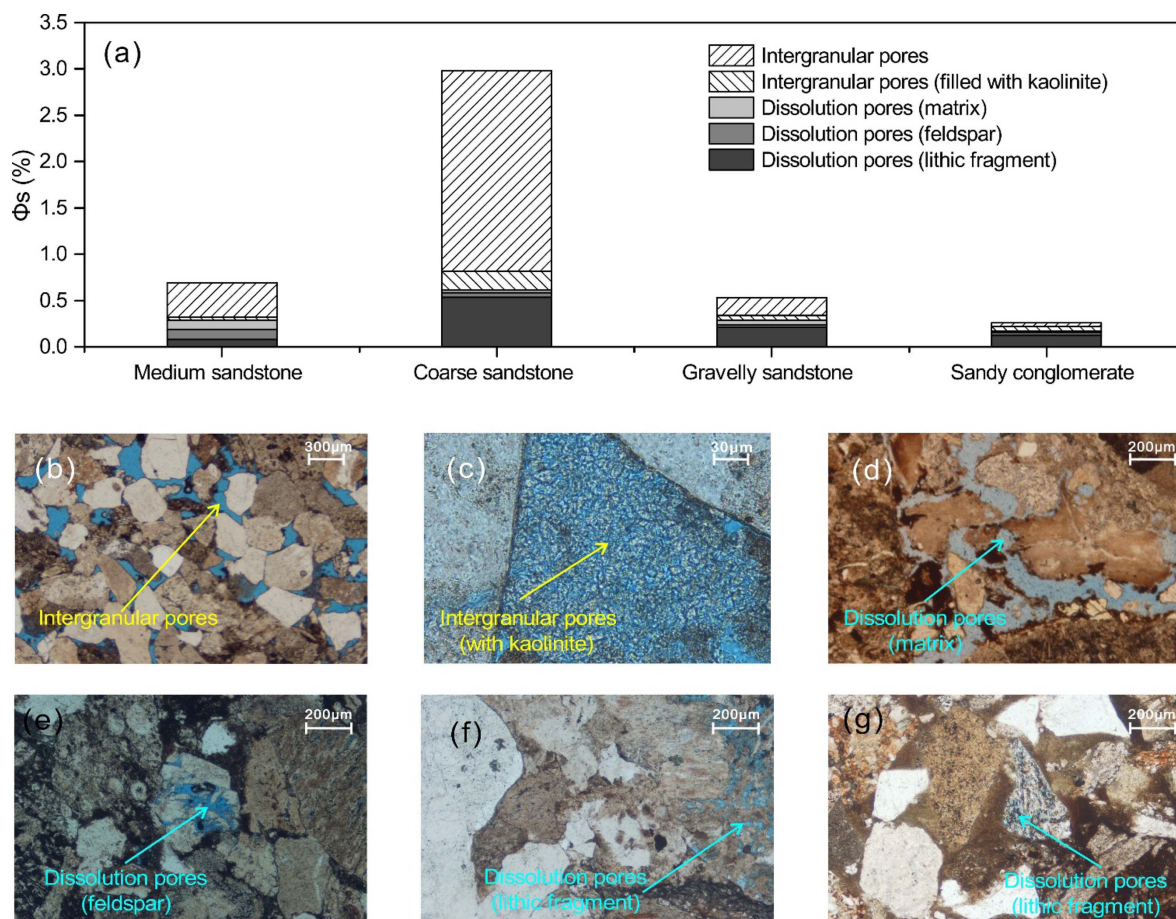 (a)
3.5
3.0
2.5
2.0
1.5
1.0
0.5
0.0
Φs (%)
Intergranular pores
Intergranular pores (filled with kaolinite)
Dissolution pores (matrix)
Dissolution pores (feldspar)
Dissolution pores (lithic fragment)
Medium sandstone
Coarse sandstone
Gravelly sandstone
Sandy conglomerate
(b)
300μm
Intergranular pores
(c)
30μm
Intergranular pores
(with kaolinite)
(d)
200μm
Dissolution pores
(matrix)
(e)
200μm
Dissolution pores
(feldspar)
(f)
200μm
Dissolution pores
(lithic fragment)
(g)
200μm
Dissolution pores
(lithic fragment)